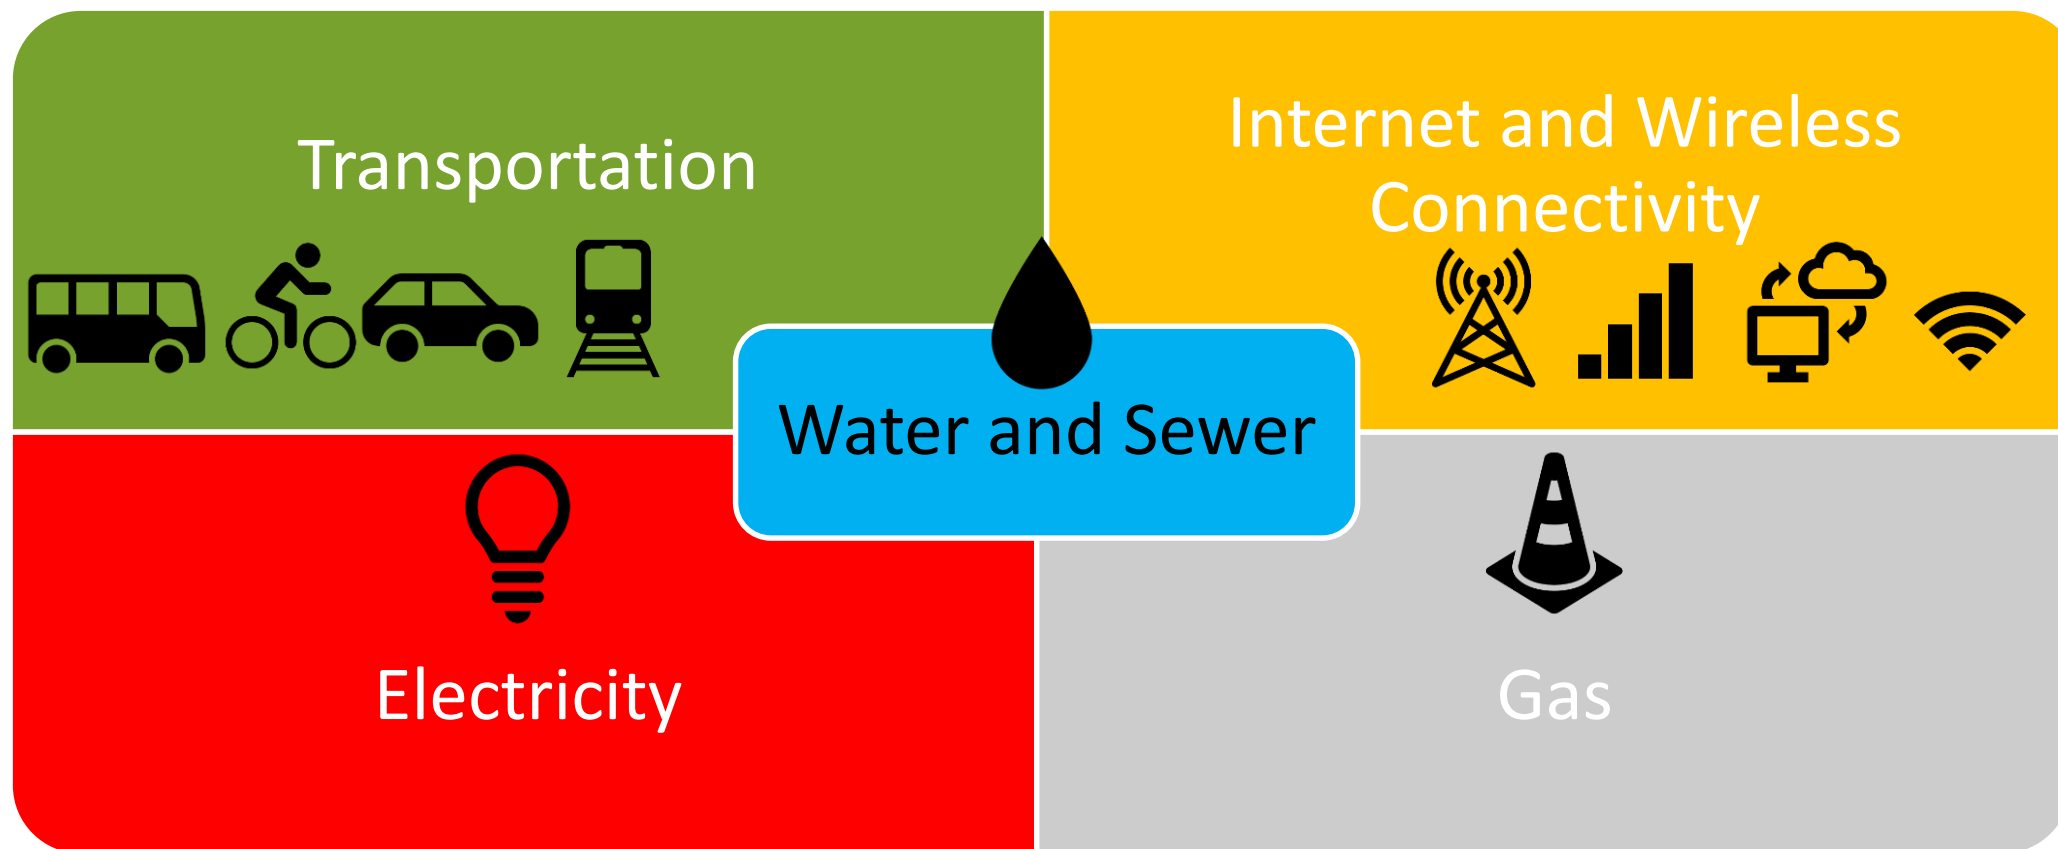 Transportation
Internet and Wireless
Connectivity
Water and Sewer
Electricity
Gas